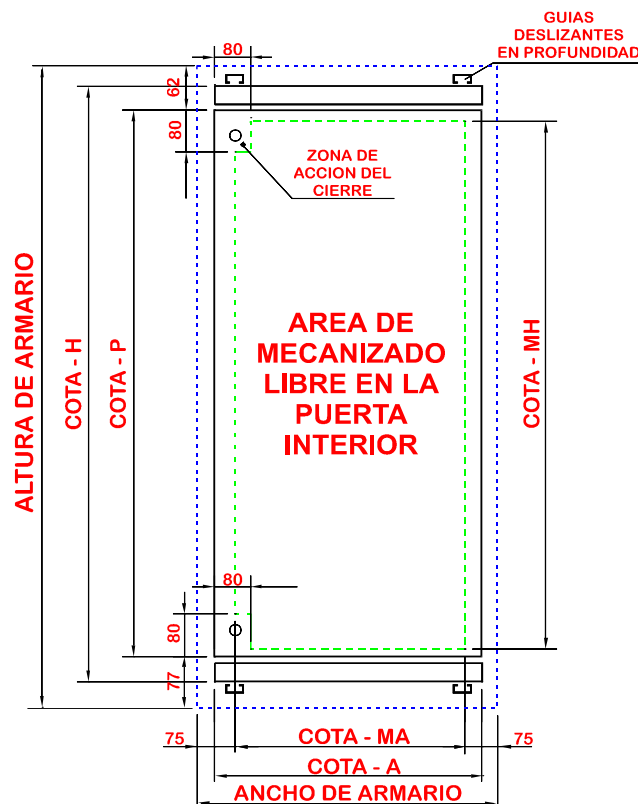 GUIAS
DESLIZANTES
EN PROFUNDIDAD
80
62
80
ZONA DE
ACCION DEL
CIERRE
ALTURA DE ARMARIO
COTA - H
COTA - P
AREA DE
MECANIZADO
LIBRE EN LA
PUERTA
INTERIOR
COTA - MH
80
80
77
75
COTA - MA
75
COTA - A
ANCHO DE ARMARIO